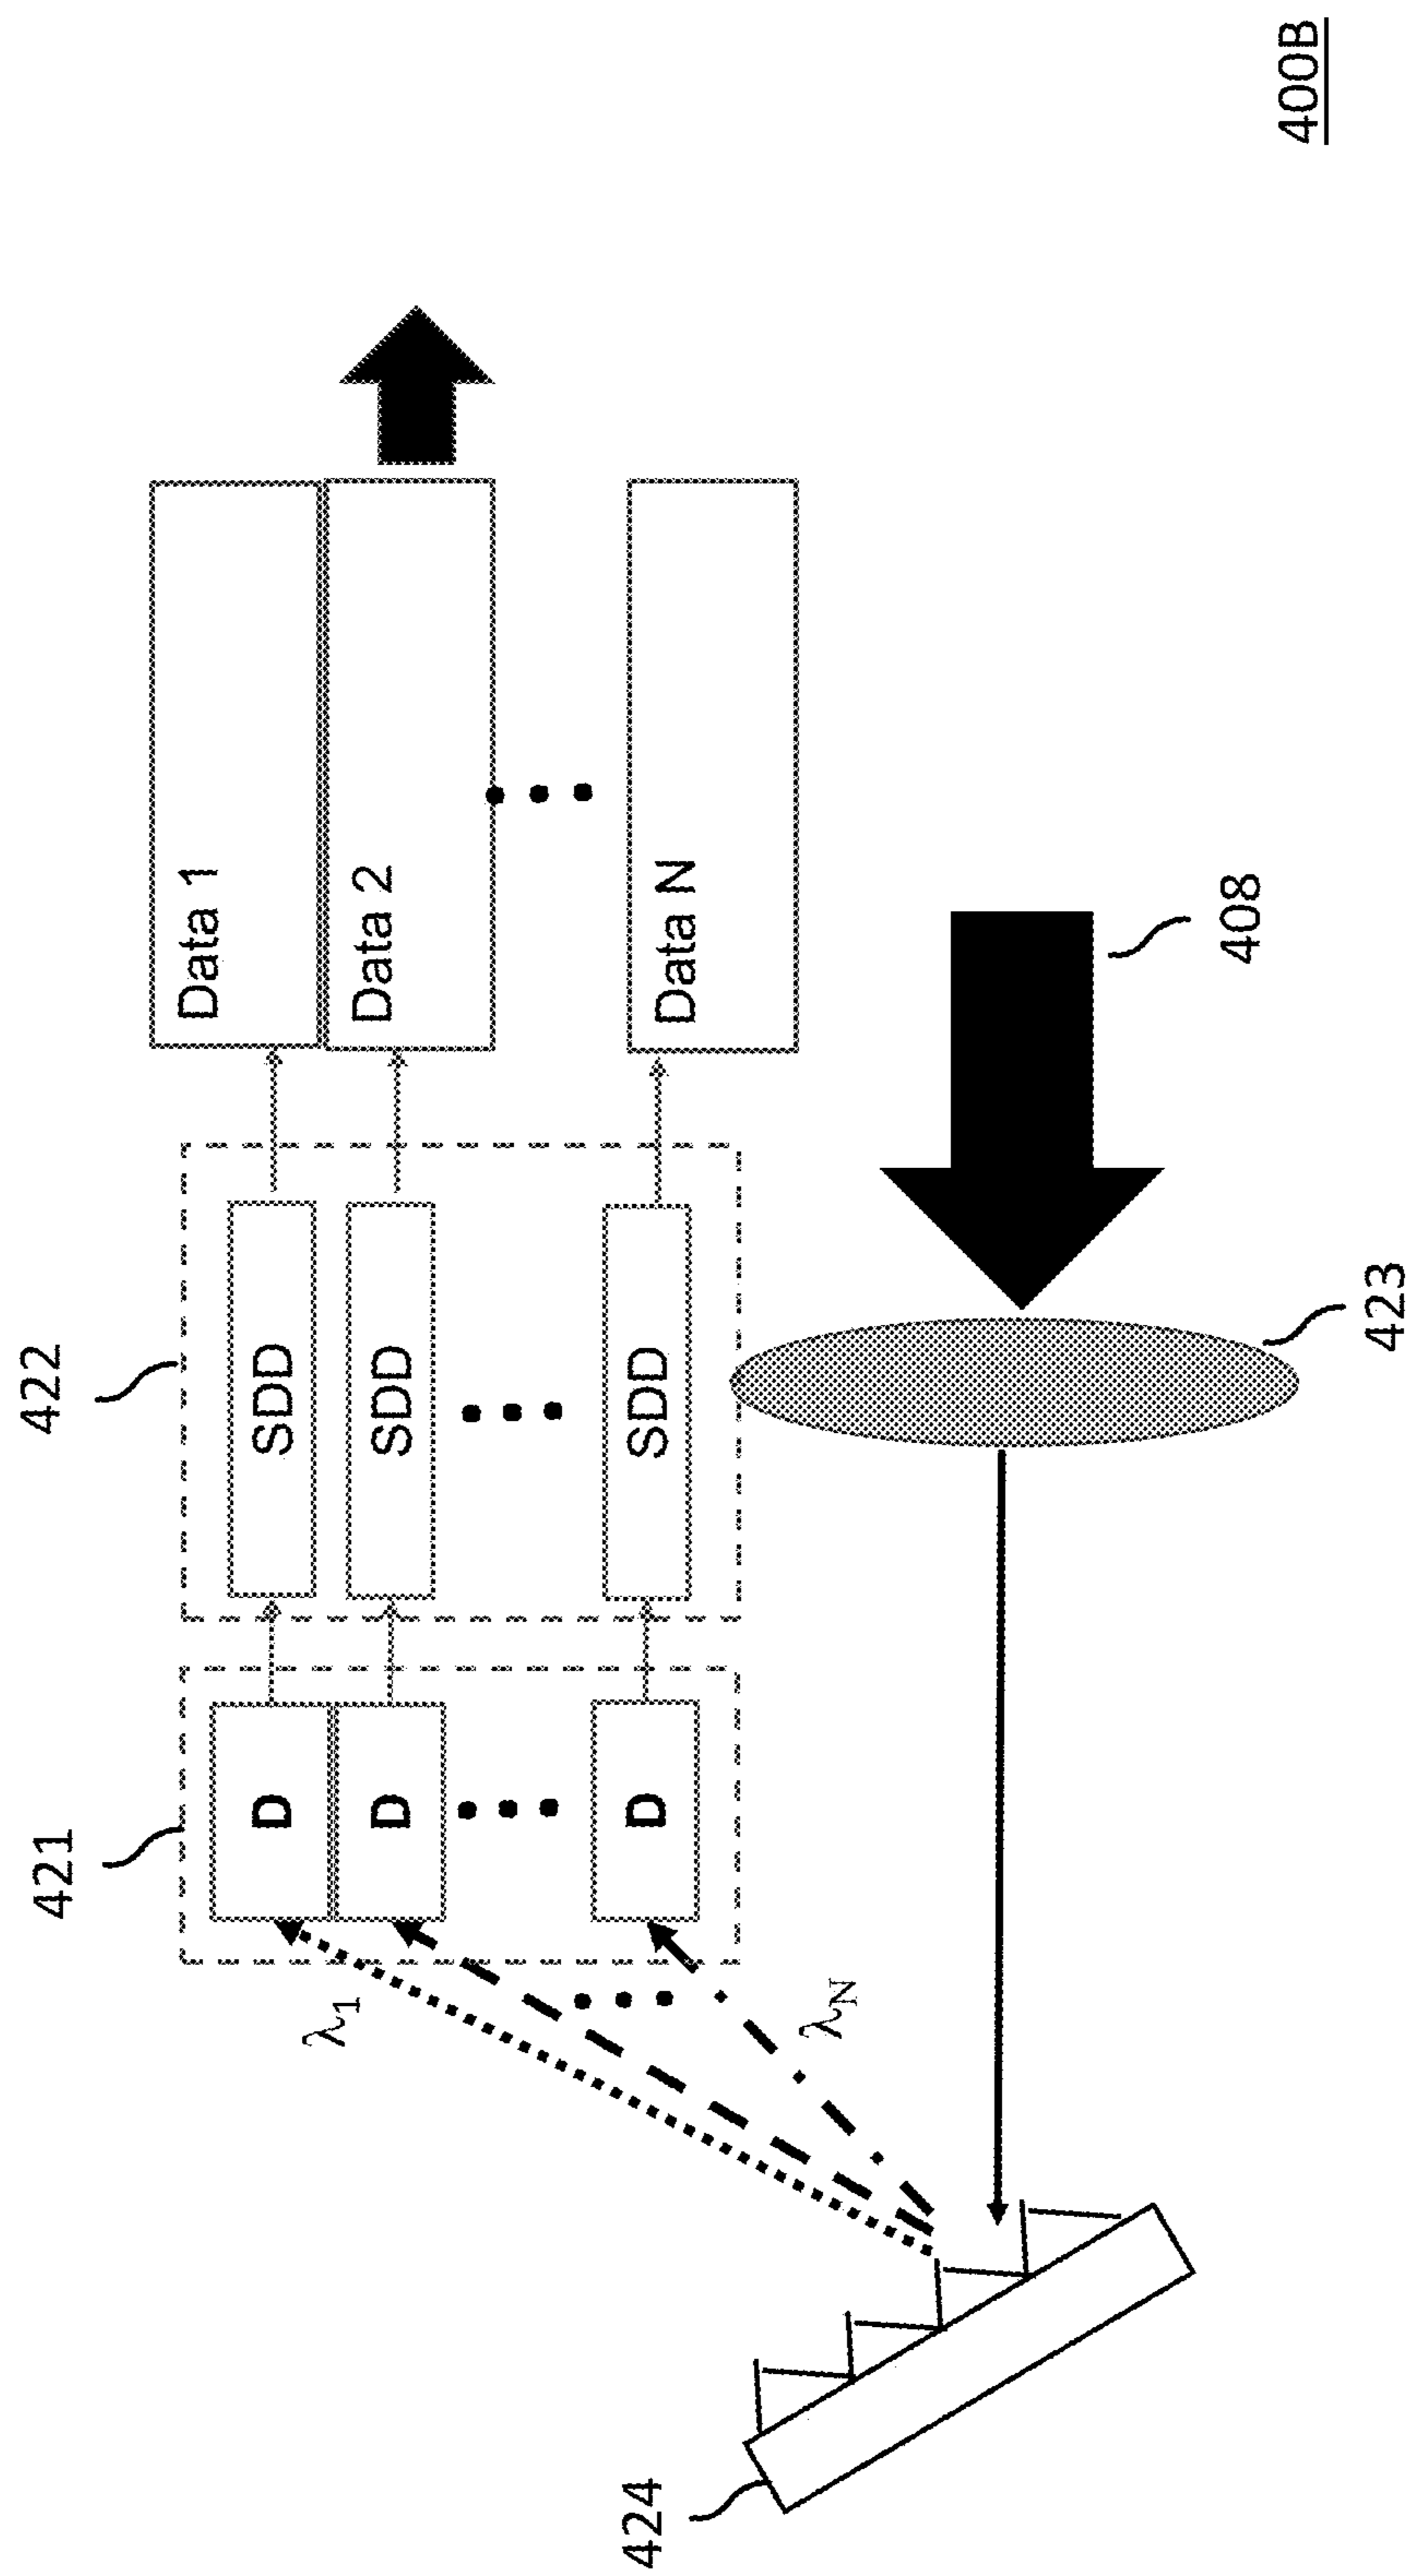 422
421
SDD
Data 1
D
λ1
SDD
Data 2
D
SDD
Data N
D
λN
424
408
423
400B